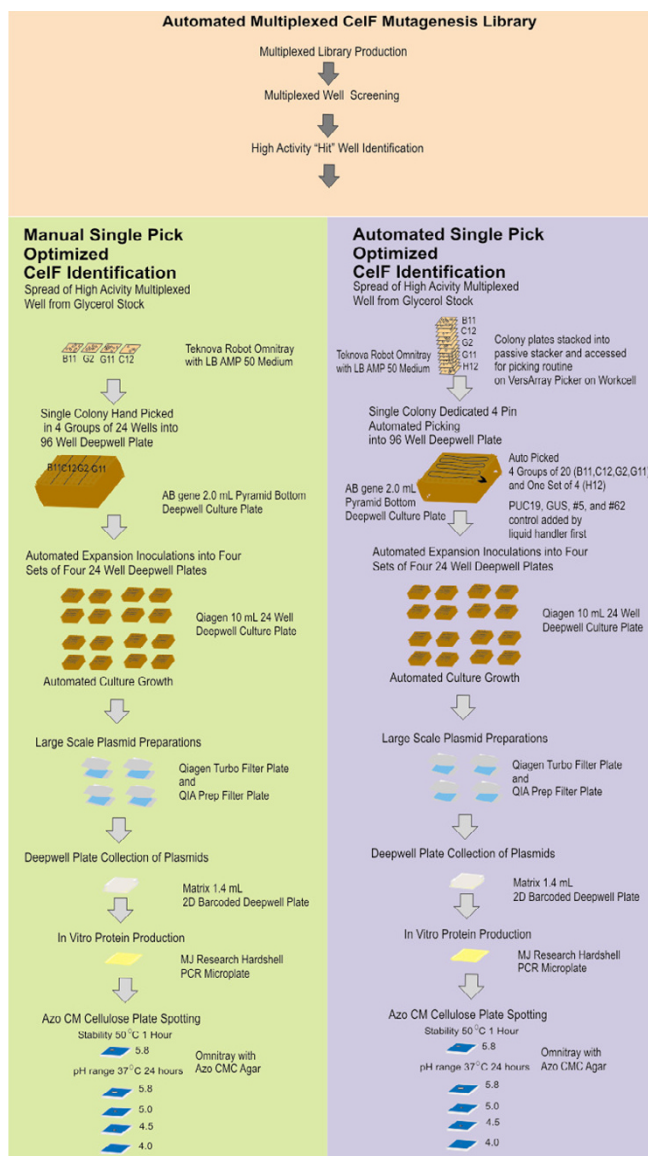 Automated Multiplexed CelF Mutagenesis Library
Multiplexed Library Production
Multiplexed Well Screening
High Activity "Hit" Well Identification
Manual Single Pick
Optimized
CelF Identification
Spread of High Acivity Multiplexed
Well from Glycerol Stock
B11 G2 G11 C12
Teknova Robot Omnitray
with LB AMP 50 Medium
Single Colony Hand Picked
in 4 Groups of 24 Wells into
96 Well Deepwell Plate
B11C12G2 G11
AB gene 2.0 mL Pyramid Bottom
Deepwell Culture Plate
Automated Expansion Inoculations into Four
Sets of Four 24 Well Deepwell Plates
Qiagen 10 mL 24 Well
Deepwell Culture Plate
Automated Culture Growth
Large Scale Plasmid Preparations
Qiagen Turbo Filter Plate
and
QIA Prep Filter Plate
Deepwell Plate Collection of Plasmids
Matrix 1.4 mL
2D Barcoded Deepwell Plate
In Vitro Protein Production
MJ Research Hardshell
PCR Microplate
Azo CM Cellulose Plate Spotting
Stability 50°C 1 Hour
5.8
Omnitray with
Azo CMC Agar
pH range 37°C 24 hours
5.8
5.0
4.5
4.0
Automated Single Pick
Optimized
CelF Identification
Spread of High Acivity Multiplexed
Well from Glycerol Stock
B11
C12
G2
G11
H12
Teknova Robot Omnitray
with LB AMP 50 Medium
Colony plates stacked into
passive stacker and accessed
for picking routine
on VersArray Picker on Workcell
Single Colony Dedicated 4 Pin
Automated Picking
into 96 Well Deepwell Plate
AB gene 2.0 mL
Pyramid Bottom
Deepwell Culture Plate
Auto Picked
4 Groups of 20 (B11,C12,G2,G11)
and One Set of 4 (H12)
PUC19, GUS, #5, and #62
control added by
liquid handler first
Automated Expansion Inoculations into Four
Sets of Four 24 Well Deepwell Plates
Qiagen 10 mL 24 Well
Deepwell Culture Plate
Automated Culture Growth
Large Scale Plasmid Preparations
Qiagen Turbo Filter Plate
and
QIA Prep Filter Plate
Deepwell Plate Collection of Plasmids
Matrix 1.4 mL
2D Barcoded Deepwell Plate
In Vitro Protein Production
MJ Research Hardshell
PCR Microplate
Azo CM Cellulose Plate Spotting
Stability 50°C 1 Hour
5.8
Omnitray with
Azo CMC Agar
pH range 37°C 24 hours
5.8
5.0
4.5
4.0